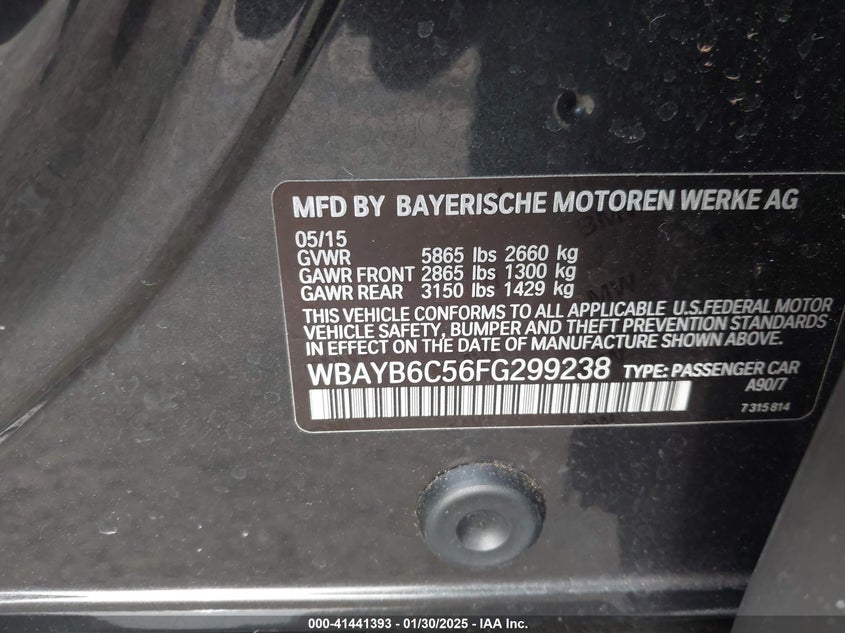 MFD BY BAYERISCHE MOTOREN WERKE AG
05/15
GVWR 5865 lbs 2660 kg
GAWR FRONT 2865 lbs 1300 kg
GAWR REAR 3150 lbs 1429 kg
THIS VEHICLE CONFORMS TO ALL APPLICABLE U.S.FEDERAL MOTOR
VEHICLE SAFETY, BUMPER AND THEFT PREVENTION STANDARDS
IN EFFECT ON THE DATE OF MANUFACTURE SHOWN ABOVE.
WBAYB6C56FG299238 TYPE: PASSENGER CAR
A90/7
7 315 814
000-41441393 - 01/30/2025 - IAA Inc.